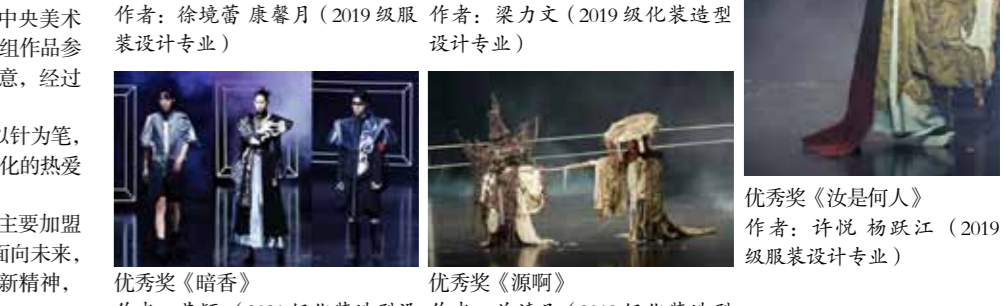 中央美术
组作品参
意，经过
以针为笔，
化的热爱
主要加盟
面向未来，
新精神，
作者：徐境蕾 康馨月（2019 级服
装设计专业）
优秀奖《暗香》
作者：梁力文（2019 级化装造型
设计专业）
优秀奖《源啊》
优秀奖《汝是何人》
作者：许悦 杨跃江（2019
级服装设计专业）